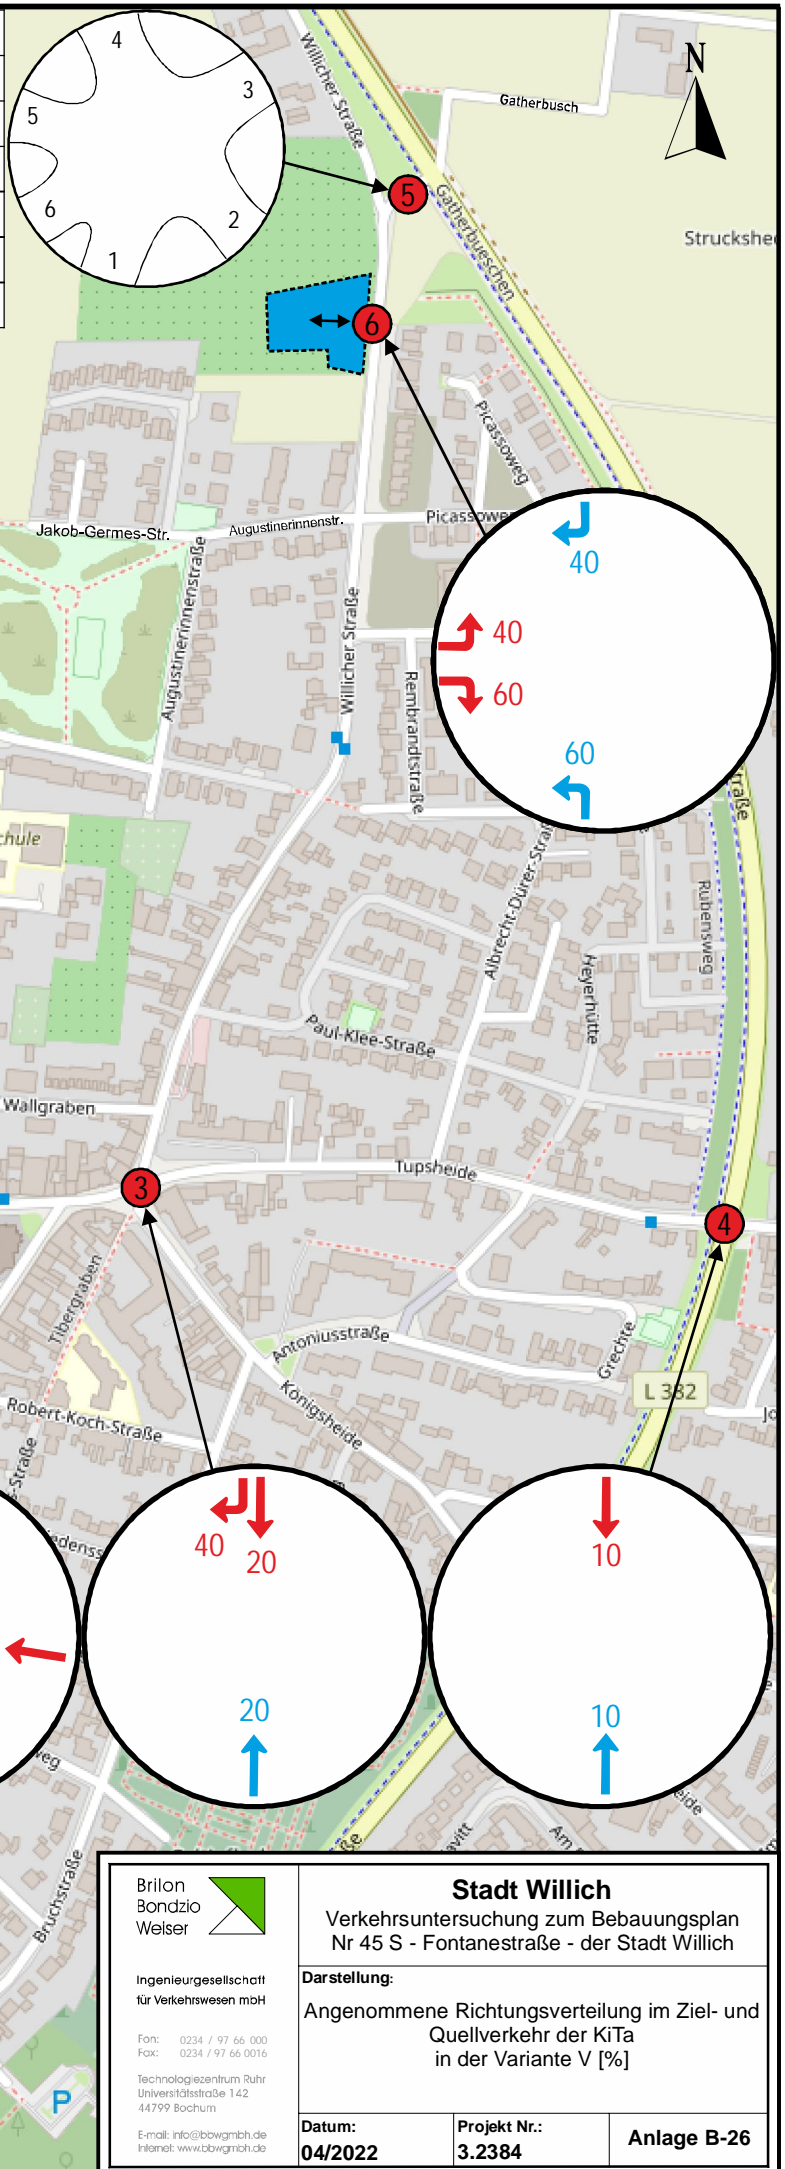 4
3
5
6
2
1
Willicher Straße
Gatherbusch
N
5
Gatherbueschen
6
Picassoweg
Jakob-Germes-Str.
Augustinerinnenstr.
Augustinerinnenstraße
Willicher Straße
Rembrandtstraße
40
40
60
60
Albrecht-Dürer-Straß
Rubensweg
Heyerhütte
Paul-Klee-Straße
Wallgraben
Tupsheide
3
4
Tibergraben
Antoniusstraße
Grechte
L 382
Königsheide
Robert-Koch-Straße
40
20
10
20
10
Bruchstraße
P
Brilon
Bondzio
Weiser
Ingenieurgesellschaft
für Verkehrswesen mbH
Fon: 0234 / 97 66 000
Fax: 0234 / 97 66 0016
Technologiezentrum Ruhr
Universitätsstraße 142
44799 Bochum
E-mail: info@bbwgmbh.de
Internet: www.bbwgmbh.de
Stadt Willich
Verkehrsuntersuchung zum Bebauungsplan
Nr 45 S - Fontanestraße - der Stadt Willich
Darstellung:
Angenommene Richtungsverteilung im Ziel- und
Quellverkehr der KiTa
in der Variante V [%]
Datum:
04/2022
Projekt Nr.:
3.2384
Anlage B-26